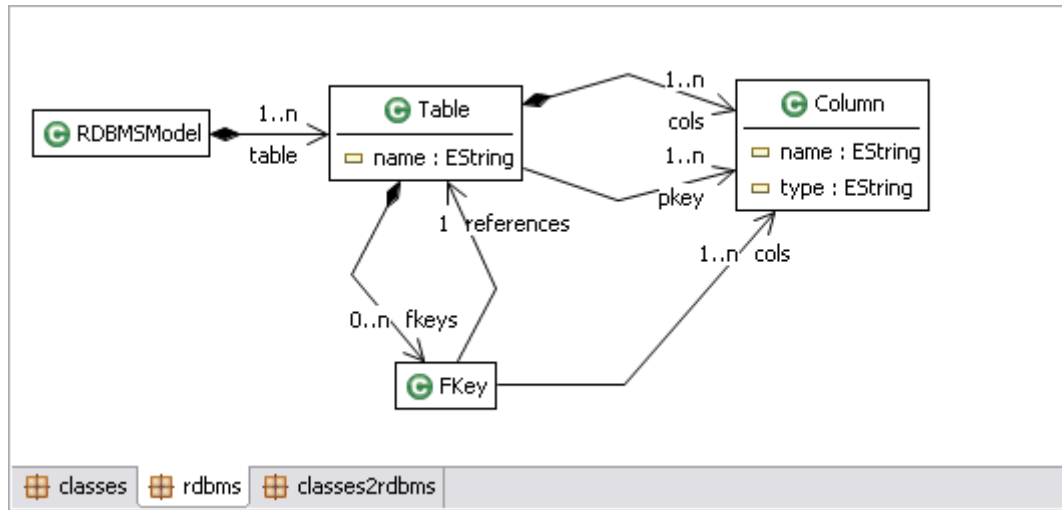 RDBMSModel
1..n
table
Table
name : EString
1..n
cols
1..n
pkey
Column
name : EString
type : EString
1 references
1..n cols
0..n fkeys
FKey
classes
rdbms
classes2rdbms